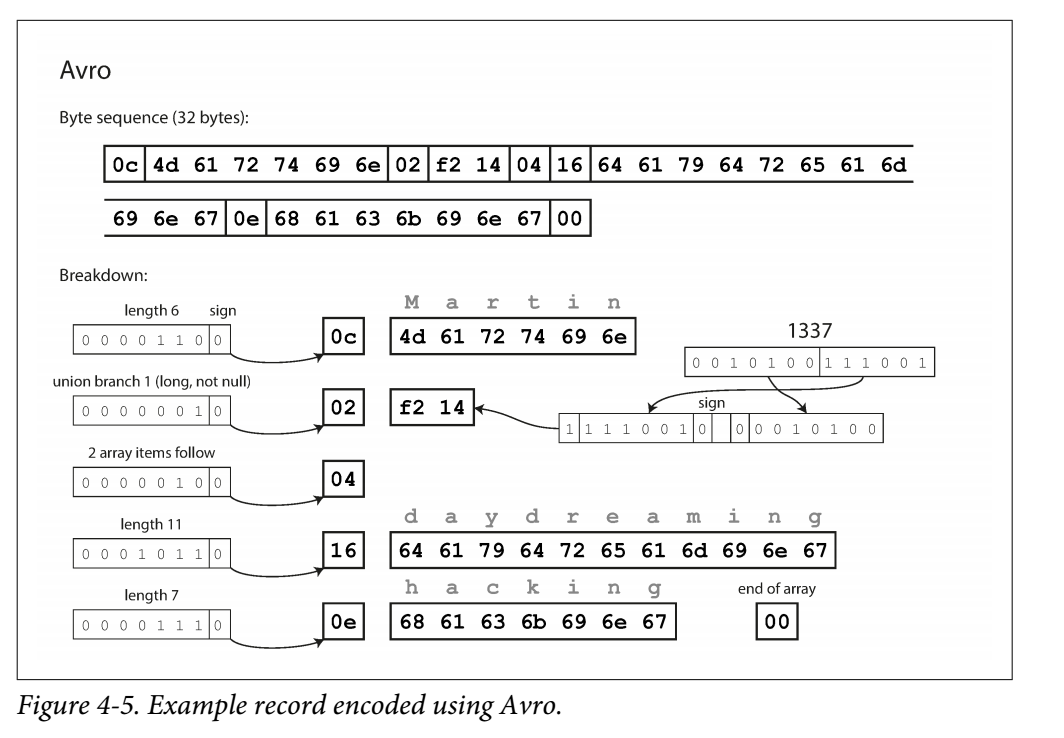 Avro
Byte sequence (32 bytes):
0c 4d 61 72 74 69 6e 02 f2 14 04 16 64 61 79 64 72 65 61 6d
69 6e 67 0e 68 61 63 6b 69 6e 67 00
Breakdown:
length 6 sign
0 0 0 0 1 1 0 0
0c
M a r t i n
4d 61 72 74 69 6e
1337
0 0 1 0 1 0 0 1 1 1 0 0 1
union branch 1 (long, not null)
0 0 0 0 0 0 1 0
02
f2 14
sign
1 1 1 1 0 0 1 0 0 0 0 1 0 1 0 0
2 array items follow
0 0 0 0 0 1 0 0
04
length 11
0 0 0 1 0 1 1 0
16
d a y d r e a m i n g
64 61 79 64 72 65 61 6d 69 6e 67
length 7
0 0 0 0 1 1 1 0
0e
h a c k i n g
68 61 63 6b 69 6e 67
end of array
00
Figure 4-5. Example record encoded using Avro.